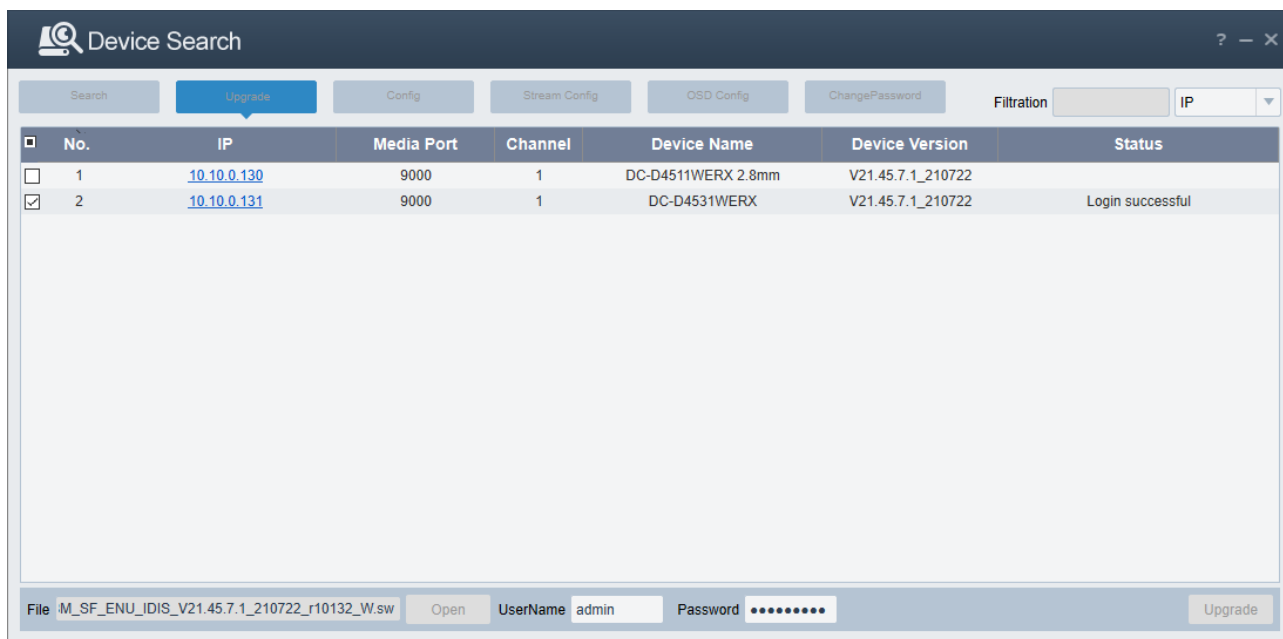 Device Search
? – ×
Search Upgrade Config Stream Config OSD Config ChangePassword Filtration IP
No. IP Media Port Channel Device Name Device Version Status
1 10.10.0.130 9000 1 DC-D4511WERX 2.8mm V21.45.7.1_210722
2 10.10.0.131 9000 1 DC-D4531WERX V21.45.7.1_210722 Login successful
File M_SF_ENU_IDIS_V21.45.7.1_210722_r10132_W.sw Open UserName admin Password ●●●●●●●●● Upgrade